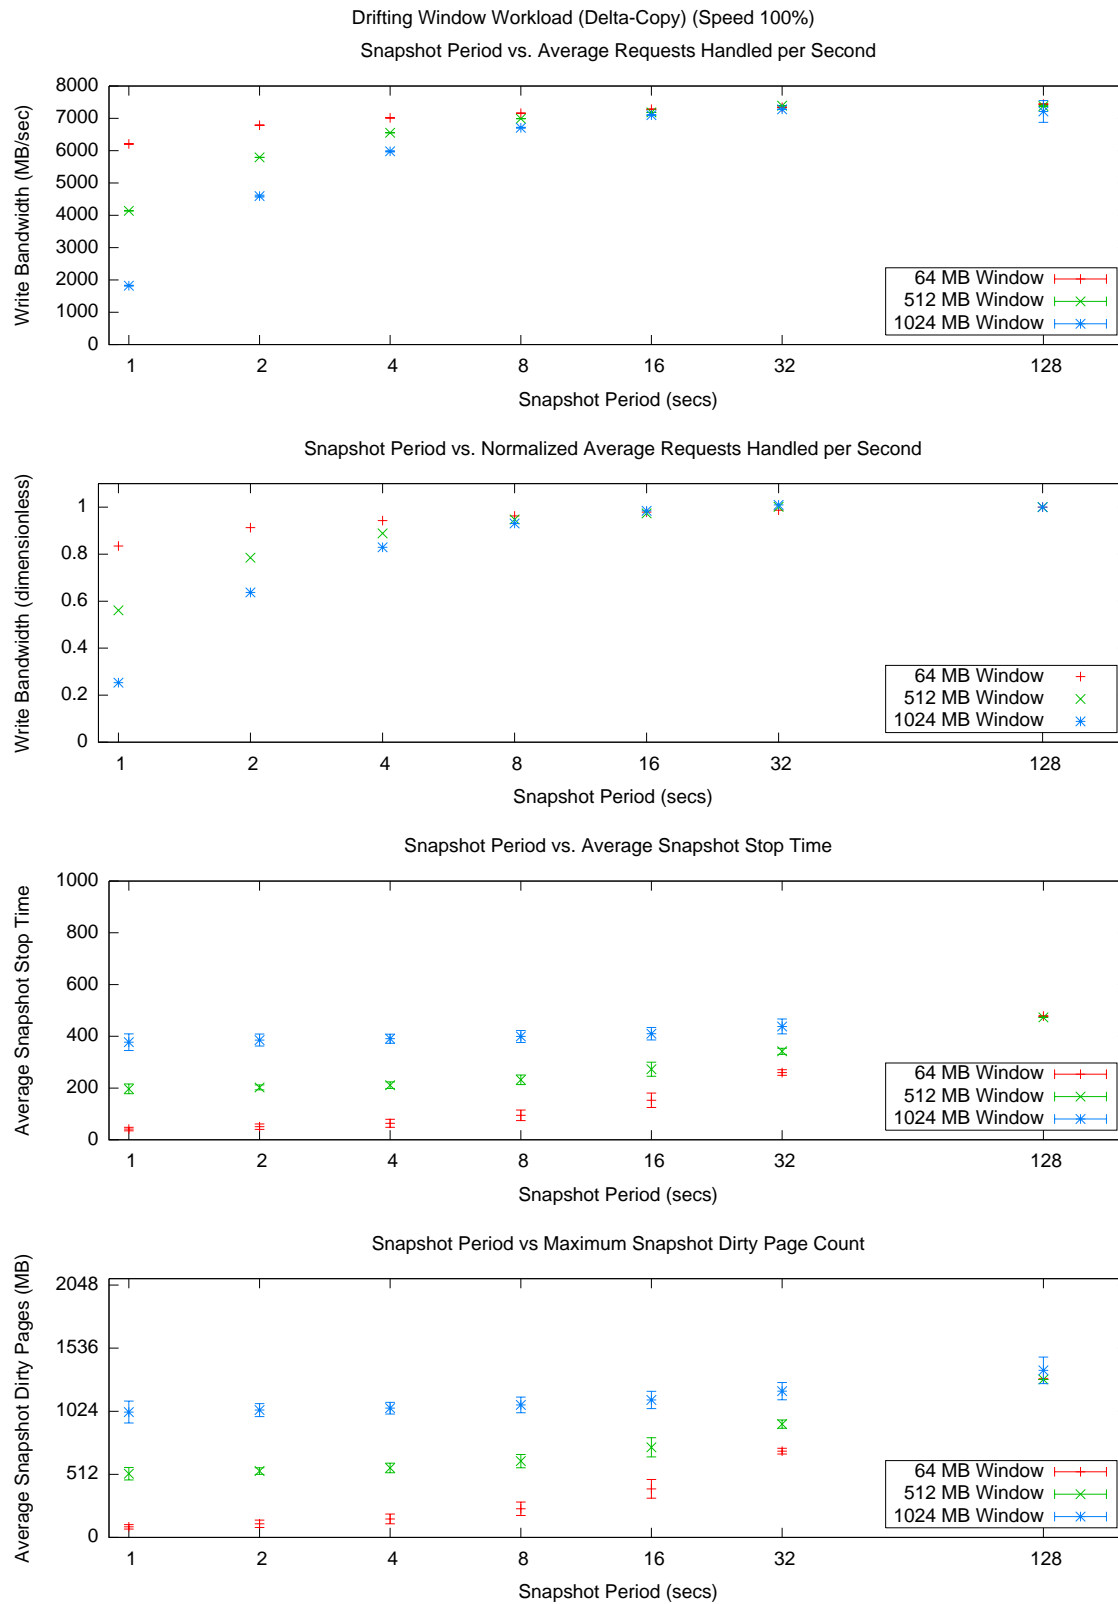 Drifting Window Workload (Delta-Copy) (Speed 100%)
Snapshot Period vs. Average Requests Handled per Second
Write Bandwidth (MB/sec)
8000
7000
6000
5000
4000
3000
2000
1000
0
64 MB Window
512 MB Window
1024 MB Window
1 2 4 8 16 32 128
Snapshot Period (secs)
Snapshot Period vs. Normalized Average Requests Handled per Second
Write Bandwidth (dimensionless)
1
0.8
0.6
0.4
0.2
0
64 MB Window
512 MB Window
1024 MB Window
1 2 4 8 16 32 128
Snapshot Period (secs)
Snapshot Period vs. Average Snapshot Stop Time
Average Snapshot Stop Time
1000
800
600
400
200
0
64 MB Window
512 MB Window
1024 MB Window
1 2 4 8 16 32 128
Snapshot Period (secs)
Snapshot Period vs Maximum Snapshot Dirty Page Count
Average Snapshot Dirty Pages (MB)
2048
1536
1024
512
0
64 MB Window
512 MB Window
1024 MB Window
1 2 4 8 16 32 128
Snapshot Period (secs)